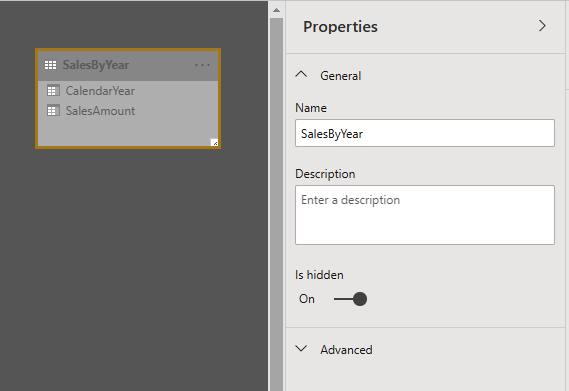 SalesByYear
CalendarYear
SalesAmount
Properties
General
Name
SalesByYear
Description
Enter a description
Is hidden
On
Advanced